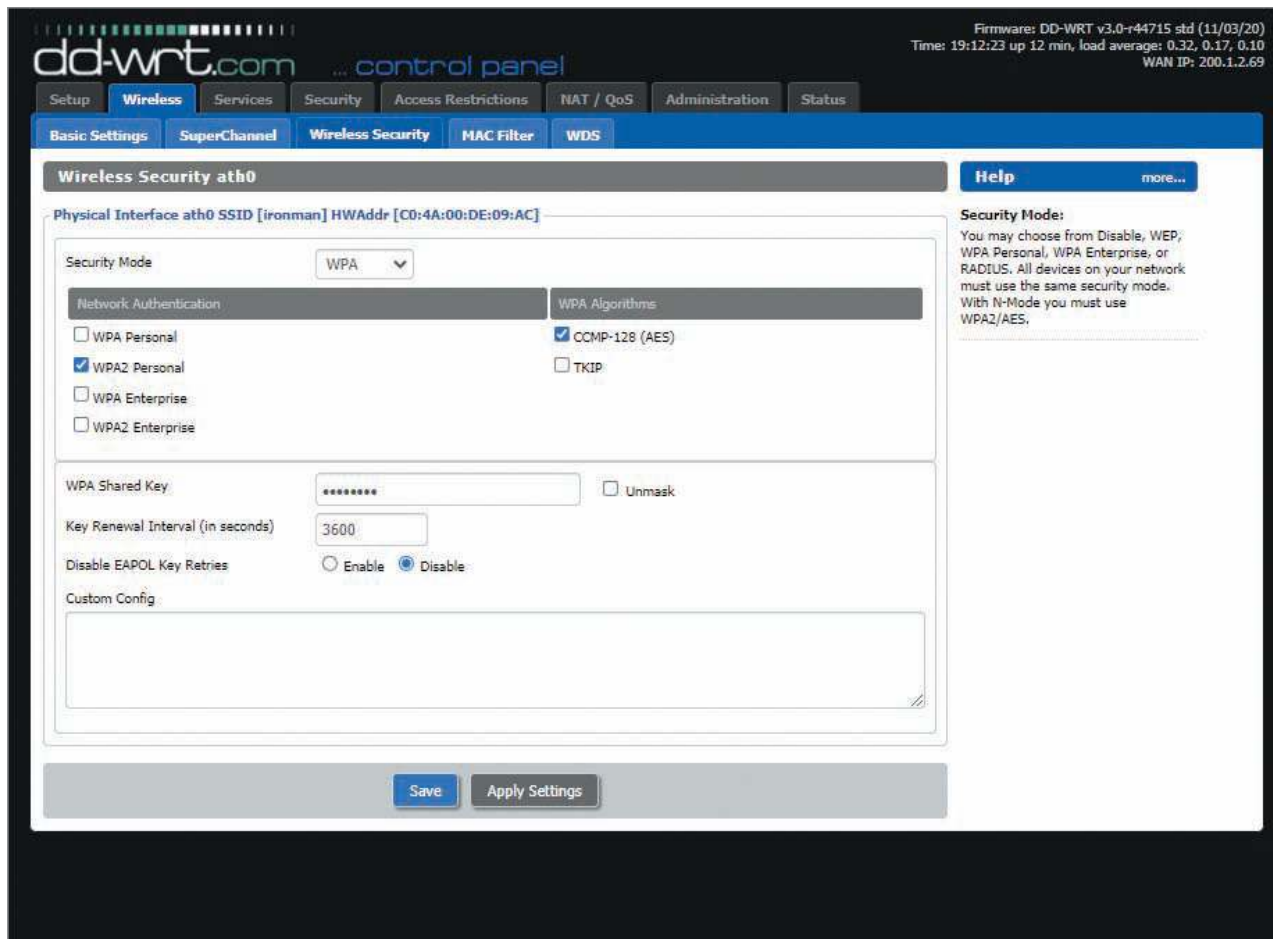 dd-wrt.com ... control panel
Firmware: DD-WRT v3.0-r44715 std (11/03/20)
Time: 19:12:23 up 12 min, load average: 0.32, 0.17, 0.10
WAN IP: 200.1.2.69
Setup Wireless Services Security Access Restrictions NAT / QoS Administration Status
Basic Settings SuperChannel Wireless Security MAC Filter WDS
Wireless Security ath0
Physical Interface ath0 SSID [ironman] HWAddr [C0:4A:00:DE:09:AC]
Security Mode WPA
Network Authentication WPA Algorithms
WPA Personal CCMP-128 (AES)
WPA2 Personal TKIP
WPA Enterprise
WPA2 Enterprise
WPA Shared Key •••••••• Unmask
Key Renewal Interval (in seconds) 3600
Disable EAPOL Key Retries Enable Disable
Custom Config
Save Apply Settings
Help more...
Security Mode:
You may choose from Disable, WEP,
WPA Personal, WPA Enterprise, or
RADIUS. All devices on your network
must use the same security mode.
With N-Mode you must use
WPA2/AES.